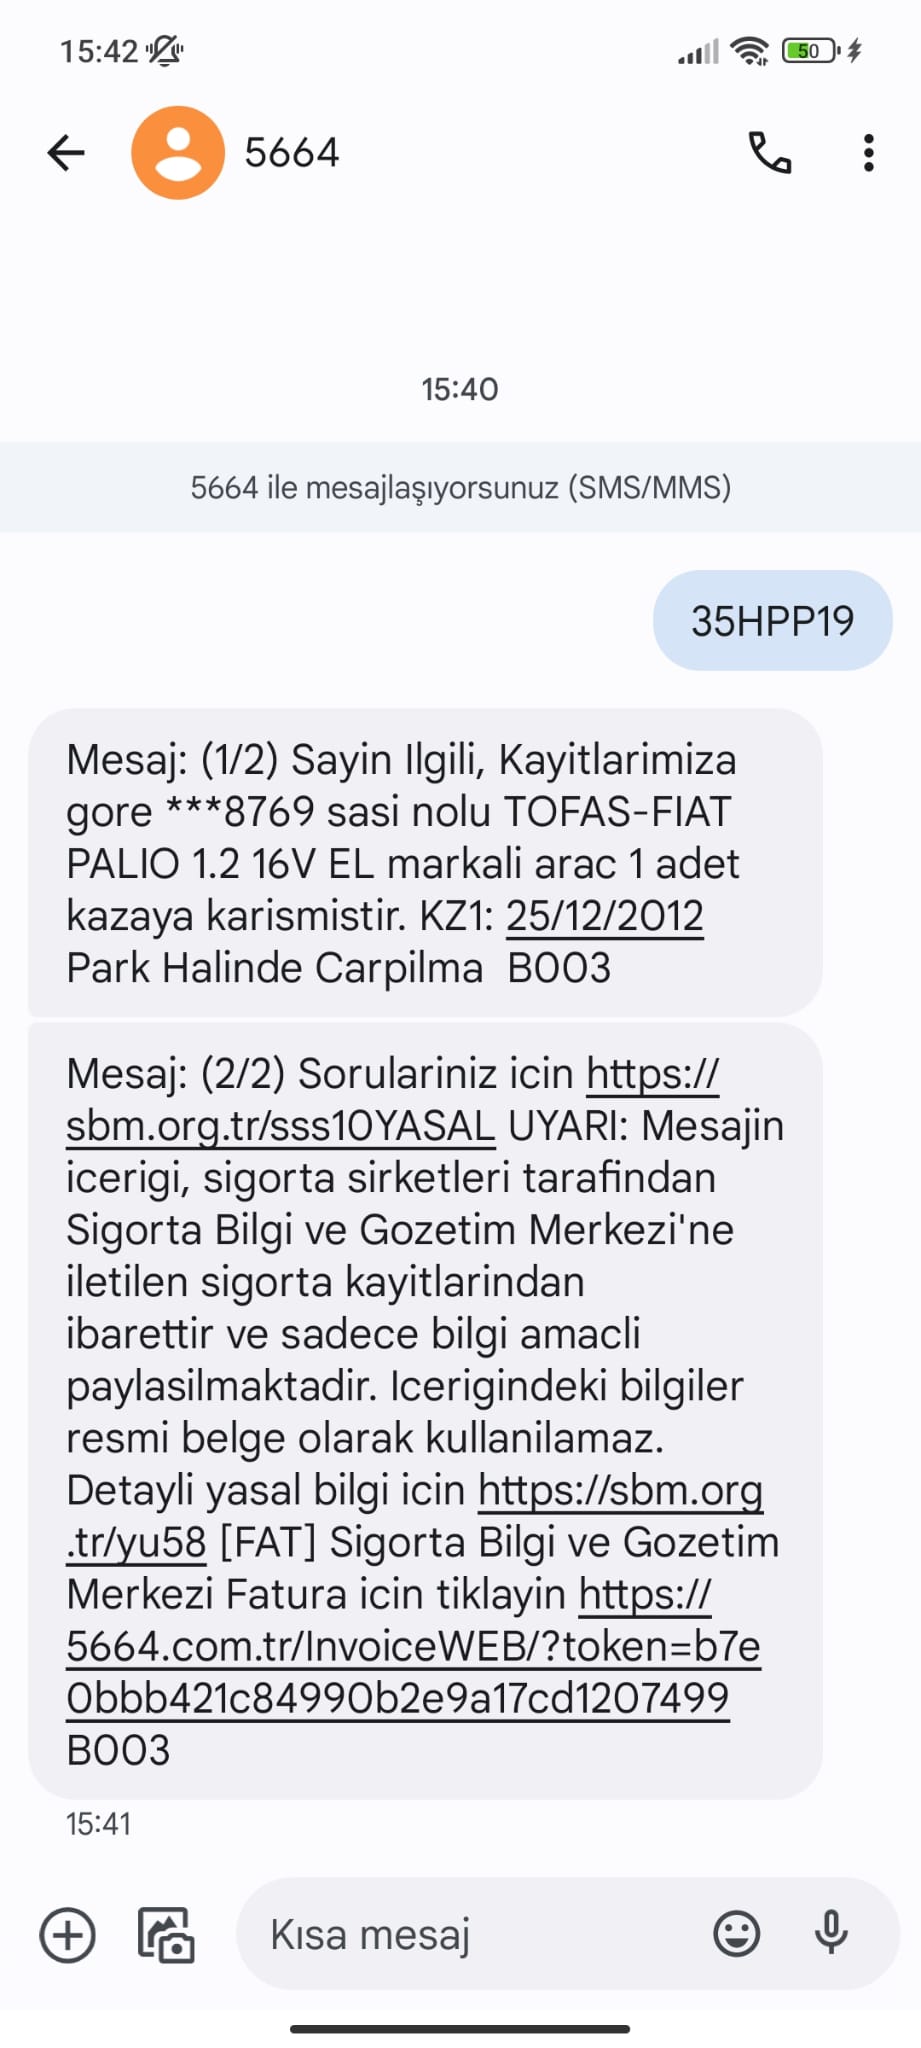 15:42
50
5664
15:40
5664 ile mesajlaşıyorsunuz (SMS/MMS)
35HPP19
Mesaj: (1/2) Sayin Ilgili, Kayitlarimiza
gore ***8769 sasi nolu TOFAS-FIAT
PALIO 1.2 16V EL markali arac 1 adet
kazaya karismistir. KZ1: 25/12/2012
Park Halinde Carpilma  B003
Mesaj: (2/2) Sorulariniz icin https://
sbm.org.tr/sss10YASAL UYARI: Mesajin
icerigi, sigorta sirketleri tarafindan
Sigorta Bilgi ve Gozetim Merkezi'ne
iletilen sigorta kayitlarindan
ibarettir ve sadece bilgi amacli
paylasilmaktadir. Icerigindeki bilgiler
resmi belge olarak kullanilamaz.
Detayli yasal bilgi icin https://sbm.org
.tr/yu58 [FAT] Sigorta Bilgi ve Gozetim
Merkezi Fatura icin tiklayin https://
5664.com.tr/InvoiceWEB/?token=b7e
0bbb421c84990b2e9a17cd1207499
B003
15:41
Kısa mesaj